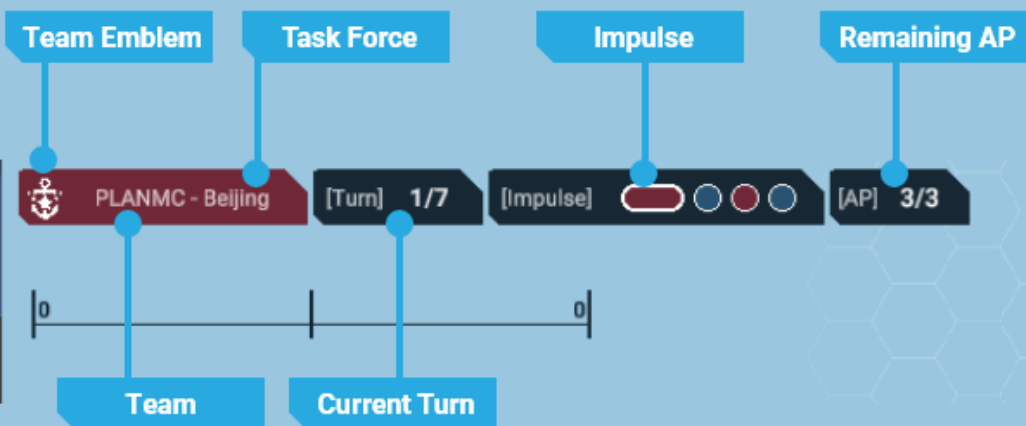 Team Emblem
Task Force
Impulse
Remaining AP
PLANMC - Beijing
[Turn] 1/7
[Impulse]
[AP] 3/3
0
0
Team
Current Turn